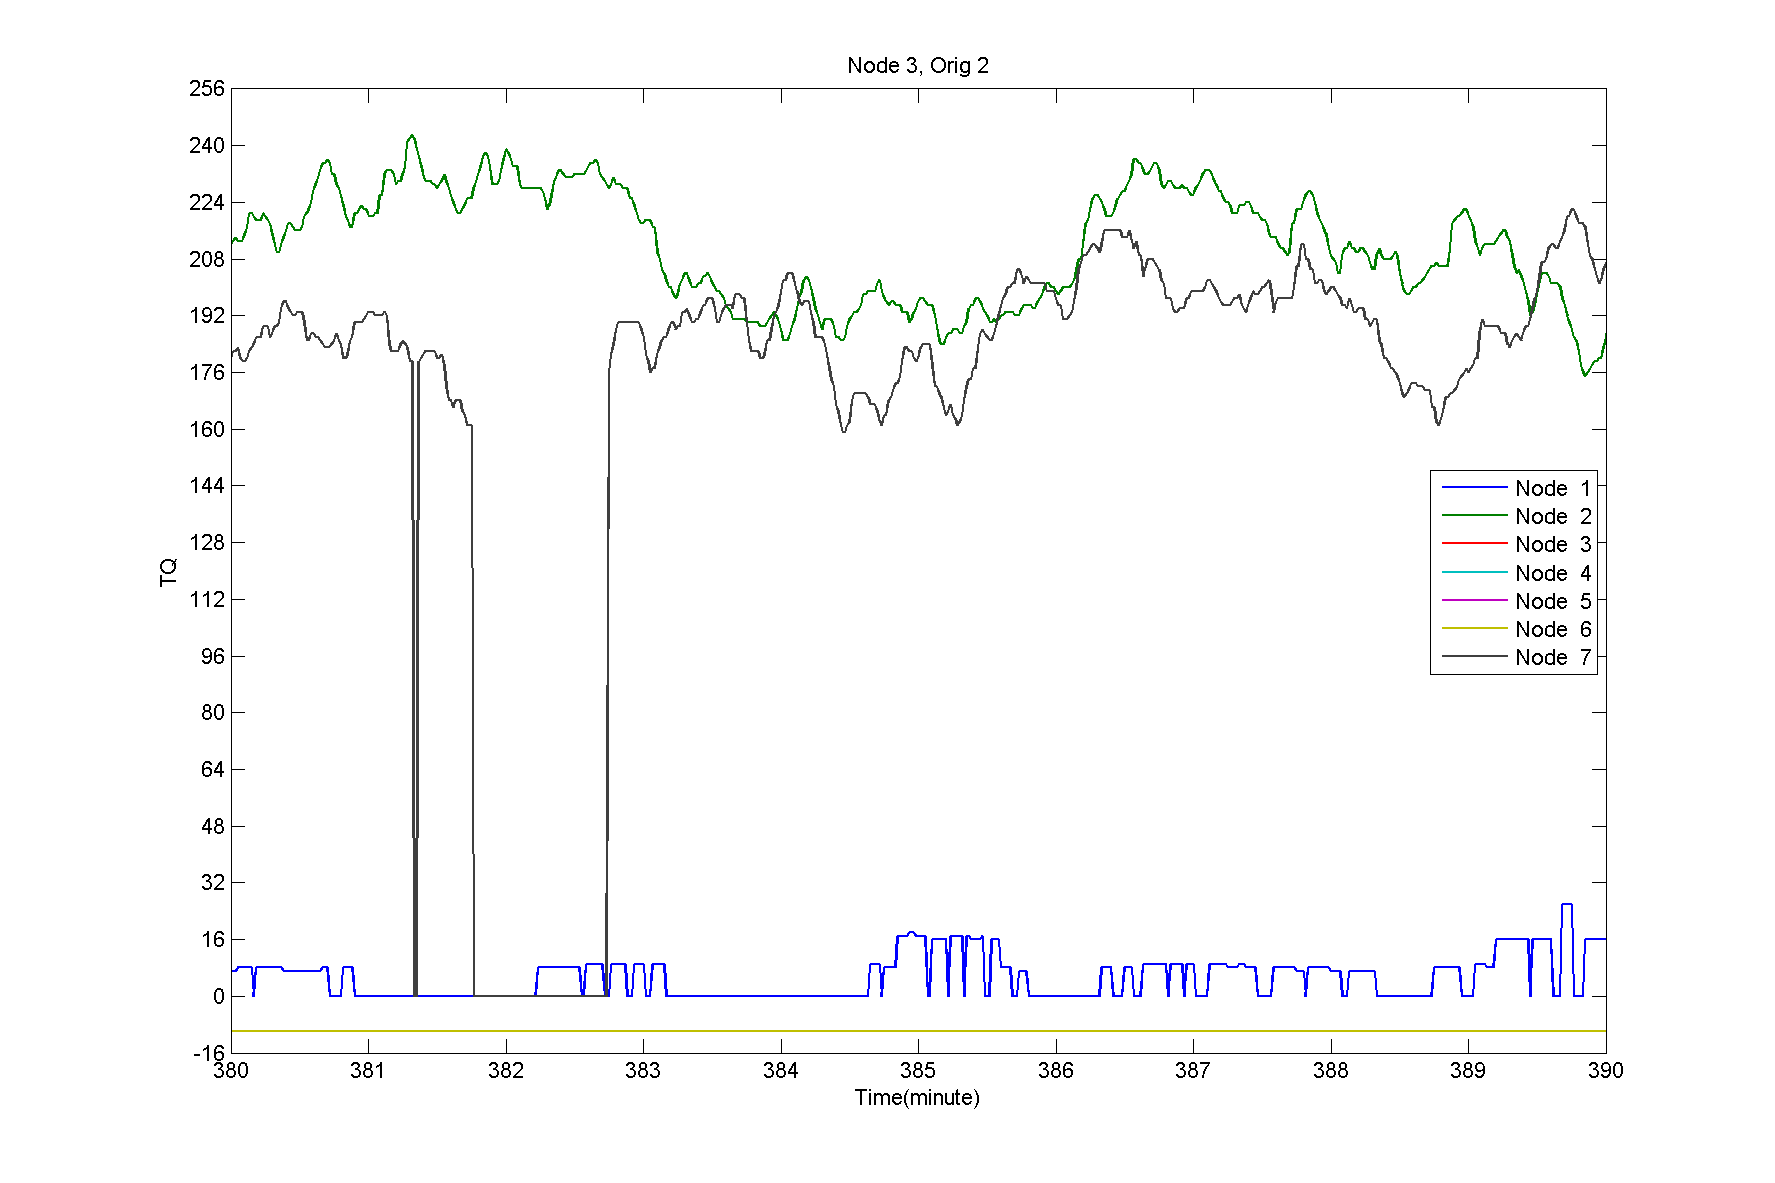 Node 3, Orig 2
256
240
224
208
192
176
160
144
128
112
96
80
64
48
32
16
0
-16
TQ
Node 1
Node 2
Node 3
Node 4
Node 5
Node 6
Node 7
380 381 382 383 384 385 386 387 388 389 390
Time(minute)